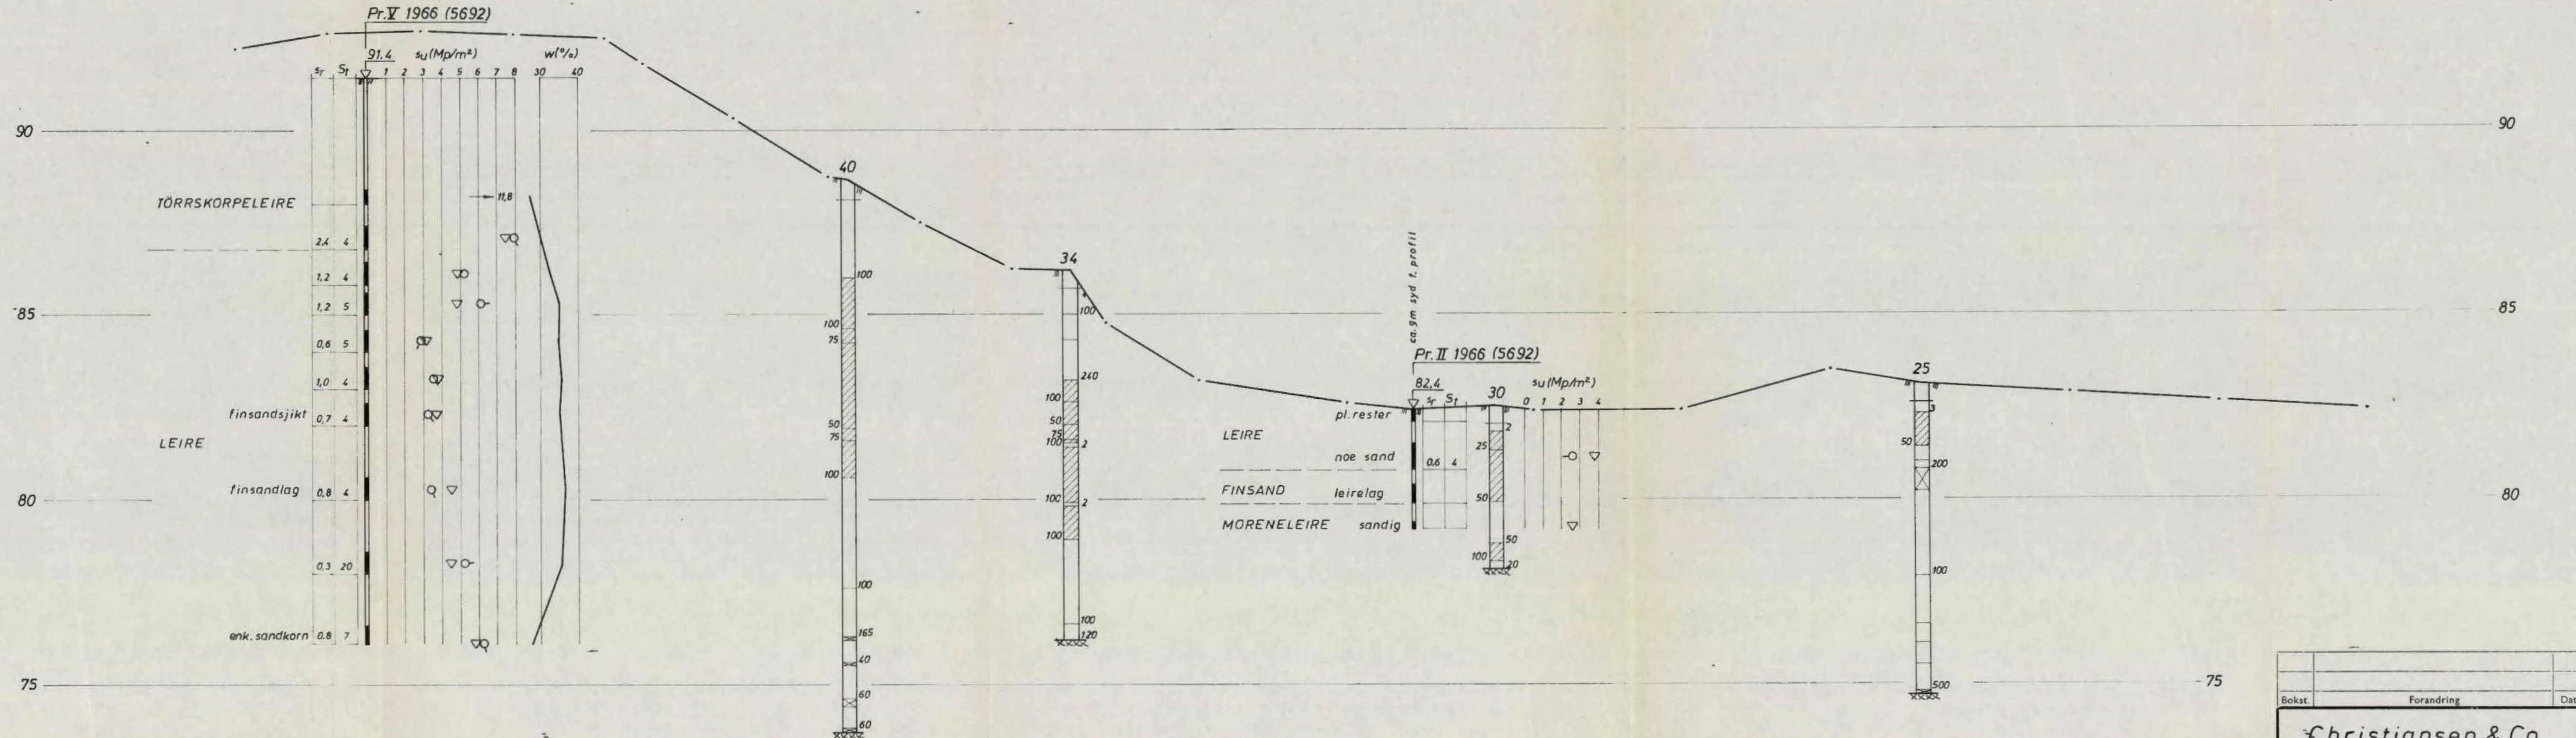 Pr. V 1966 (5692)
91.4 su (Mp/m²) w(%)
sr St 1 2 3 4 5 6 7 8 30 40
90 90
40
TÖRRSKORPELEIRE 11,8
2,4 4
34
1,2 4
100
ca. 9m syd f. profil
1,2 5
85 85
100
100
75
0,6 5
Pr. II 1966 (5692)
25
1,0 4
240
82,4 30 su (Mp/m²)
sr St 0 1 2 3 4
100
3
finsandsjikt 0,7 4
pl. rester
50
75
50
75
100 2
LEIRE
LEIRE
2
25
50
noe sand 0,6 4
200
100
finsandlag 0,8 4
FINSAND leirelag
80 80
100 2
50
MORENELEIRE sandig
100
50
100 20
0,3 20
100
100
100
120
enk. sandkorn 0.8 7
165
40
75 75
60
500
60
Bokst. Forandring Dat
Christiansen & Co